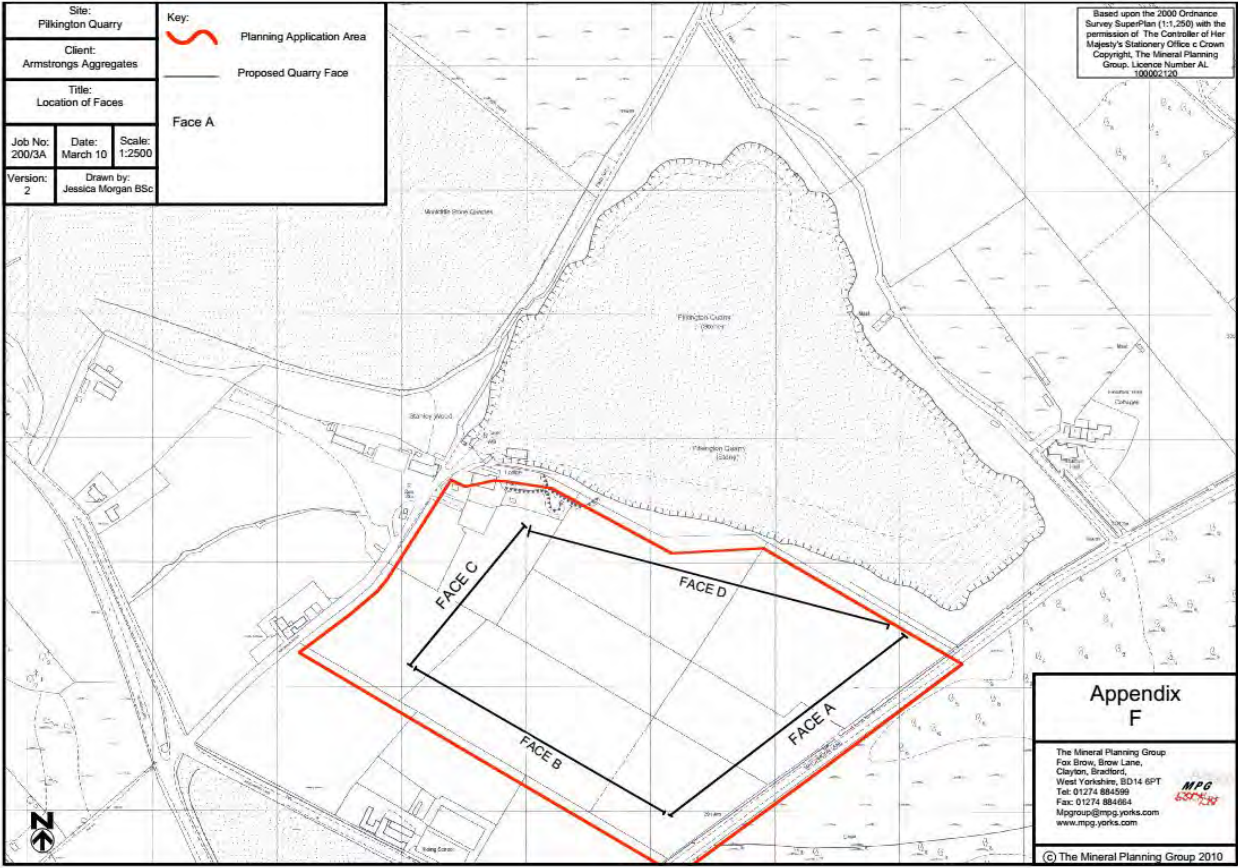 Site:
Pilkington Quarry
Client:
Armstrongs Aggregates
Title:
Location of Faces
Job No:
200/3A
Date:
March 10
Scale:
1:2500
Version:
2
Drawn by:
Jessica Morgan BSc
Key:
Planning Application Area
Proposed Quarry Face
Face A
Based upon the 2000 Ordnance
Survey SuperPlan (1:1,250) with the
permission of The Controller of Her
Majesty's Stationery Office c Crown
Copyright, The Mineral Planning
Group. Licence Number AL
100002120
Pilkington Quarry
Stanley Wood
Pilkington Quarry
Cottages
FACE C
FACE D
FACE A
FACE B
N
Appendix
F
The Mineral Planning Group
Fox Brow, Brow Lane,
Clayton, Bradford,
West Yorkshire, BD14 6PT
Tel: 01274 884599
Fax: 01274 884664
Mpgroup@mpg.yorks.com
www.mpg.yorks.com
MPG
© The Mineral Planning Group 2010